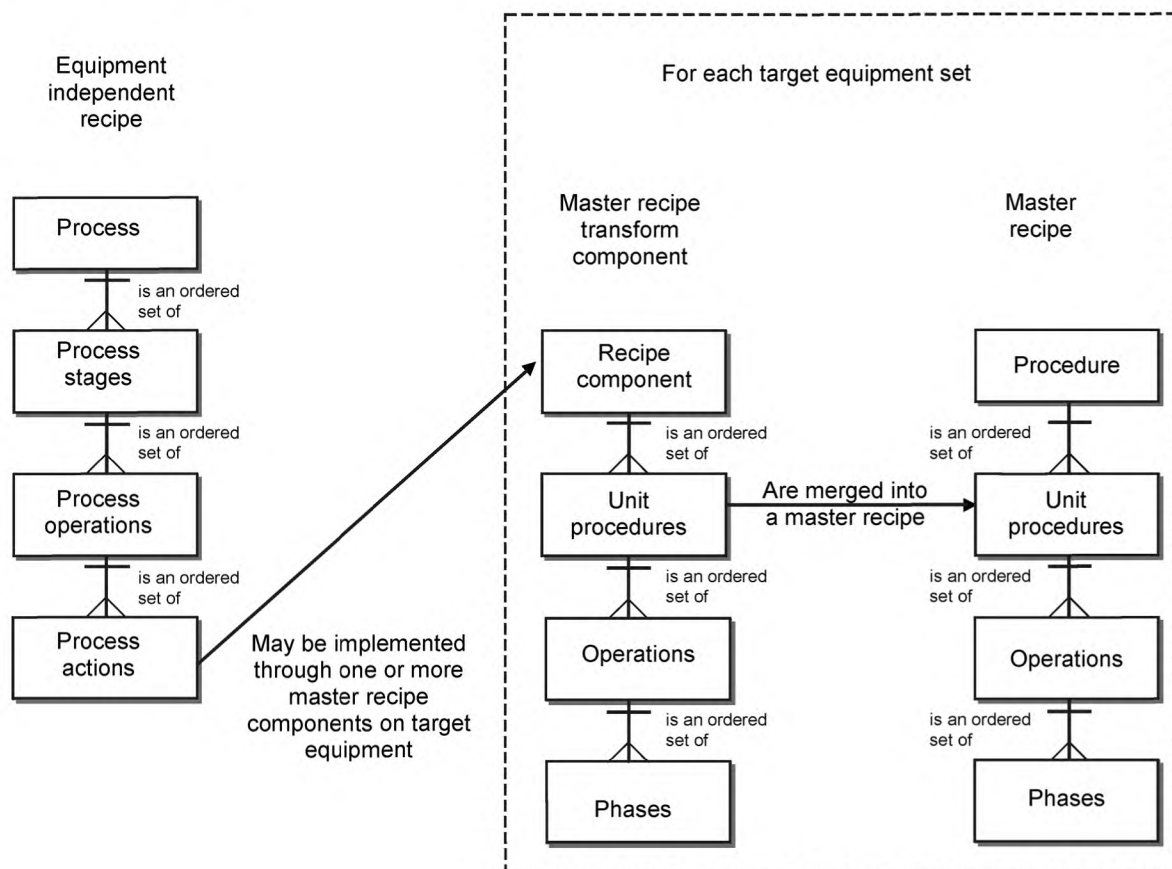 Equipment
independent
recipe
Process
is an ordered
set of
Process
stages
is an ordered
set of
Process
operations
is an ordered
set of
Process
actions
May be implemented
through one or more
master recipe
components on target
equipment
For each target equipment set
Master recipe
transform
component
Recipe
component
is an ordered
set of
Unit
procedures
is an ordered
set of
Operations
is an ordered
set of
Phases
Are merged into
a master recipe
Master
recipe
Procedure
is an ordered
set of
Unit
procedures
is an ordered
set of
Operations
is an ordered
set of
Phases